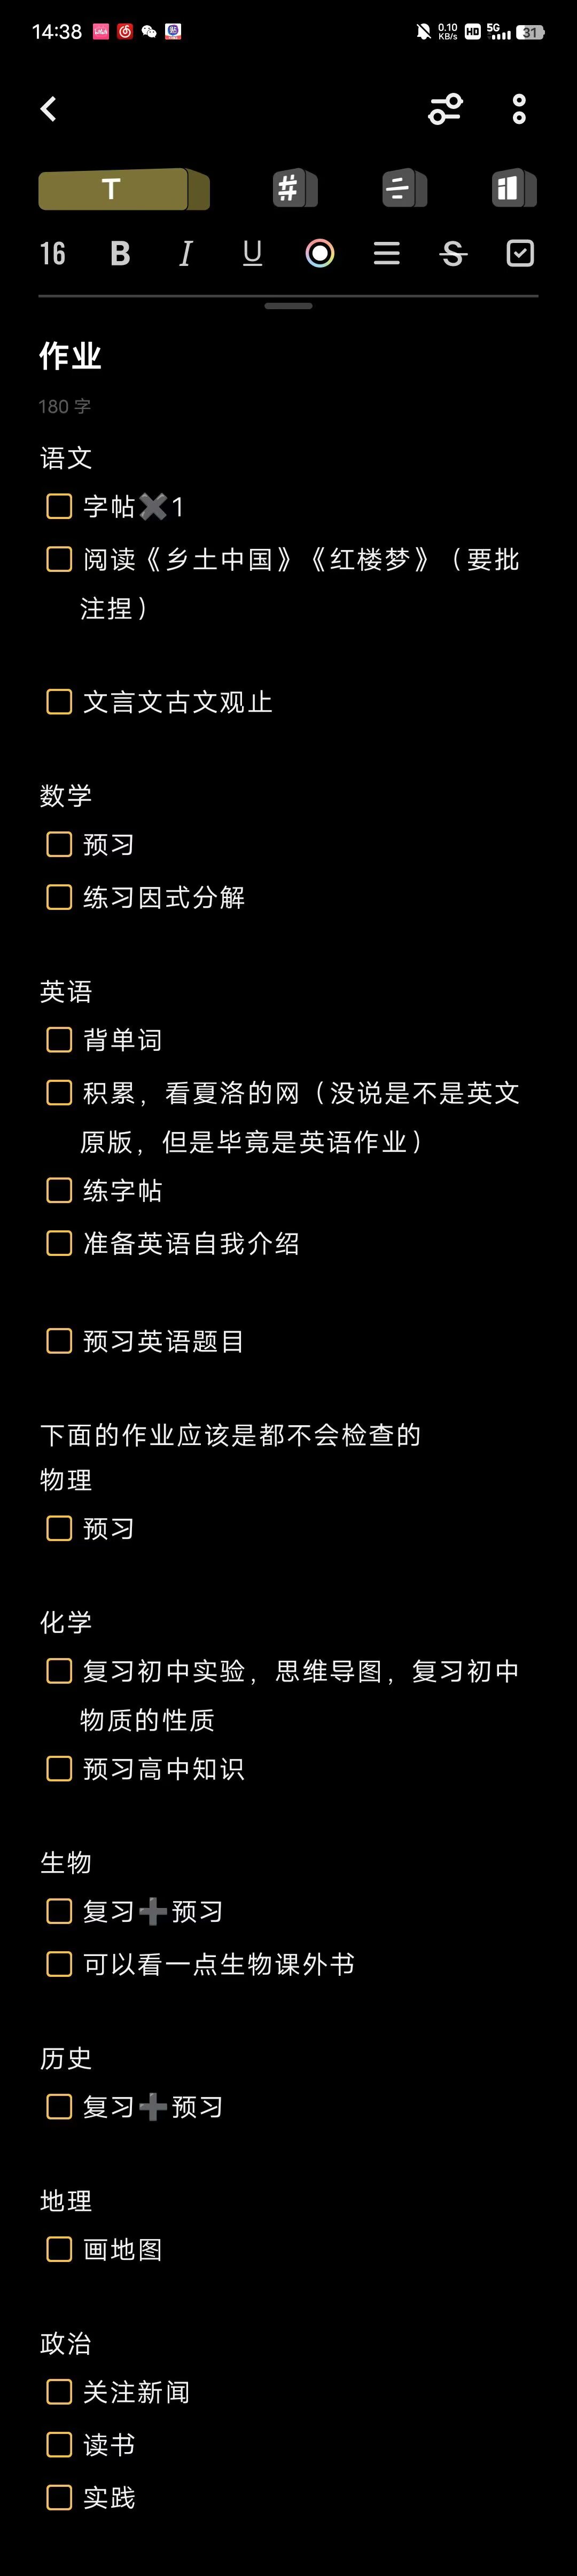 14:38
0.10
KB/s
HD
5G
31
T
16 B I U S
作业
180 字
语文
字帖✖️1
阅读《乡土中国》《红楼梦》（要批
注捏）
文言文古文观止
数学
预习
练习因式分解
英语
背单词
积累，看夏洛的网（没说是不是英文
原版，但是毕竟是英语作业）
练字帖
准备英语自我介绍
预习英语题目
下面的作业应该是都不会检查的
物理
预习
化学
复习初中实验，思维导图，复习初中
物质的性质
预习高中知识
生物
复习➕预习
可以看一点生物课外书
历史
复习➕预习
地理
画地图
政治
关注新闻
读书
实践